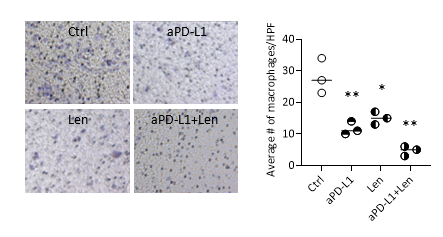 Ctrl
aPD-L1
Len
aPD-L1+Len
Average # of macrophages/HPF
40
30
20
10
0
**
*
**
Ctrl
aPD-L1
Len
aPD-L1+Len